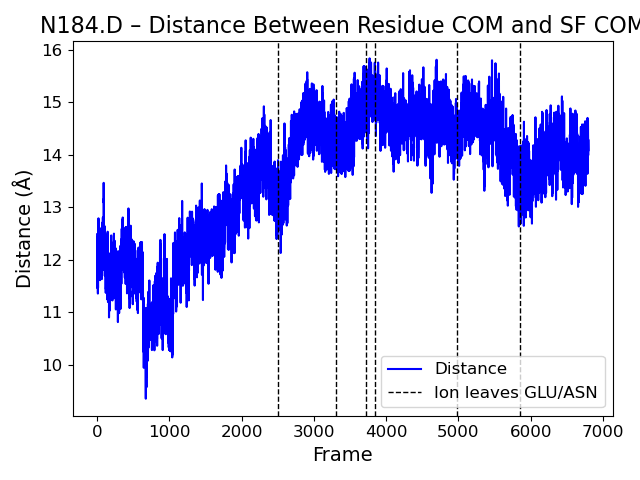 N184.D – Distance Between Residue COM and SF COM
Distance (Å)
16
15
14
13
12
11
10
Distance
Ion leaves GLU/ASN
0 1000 2000 3000 4000 5000 6000 7000
Frame